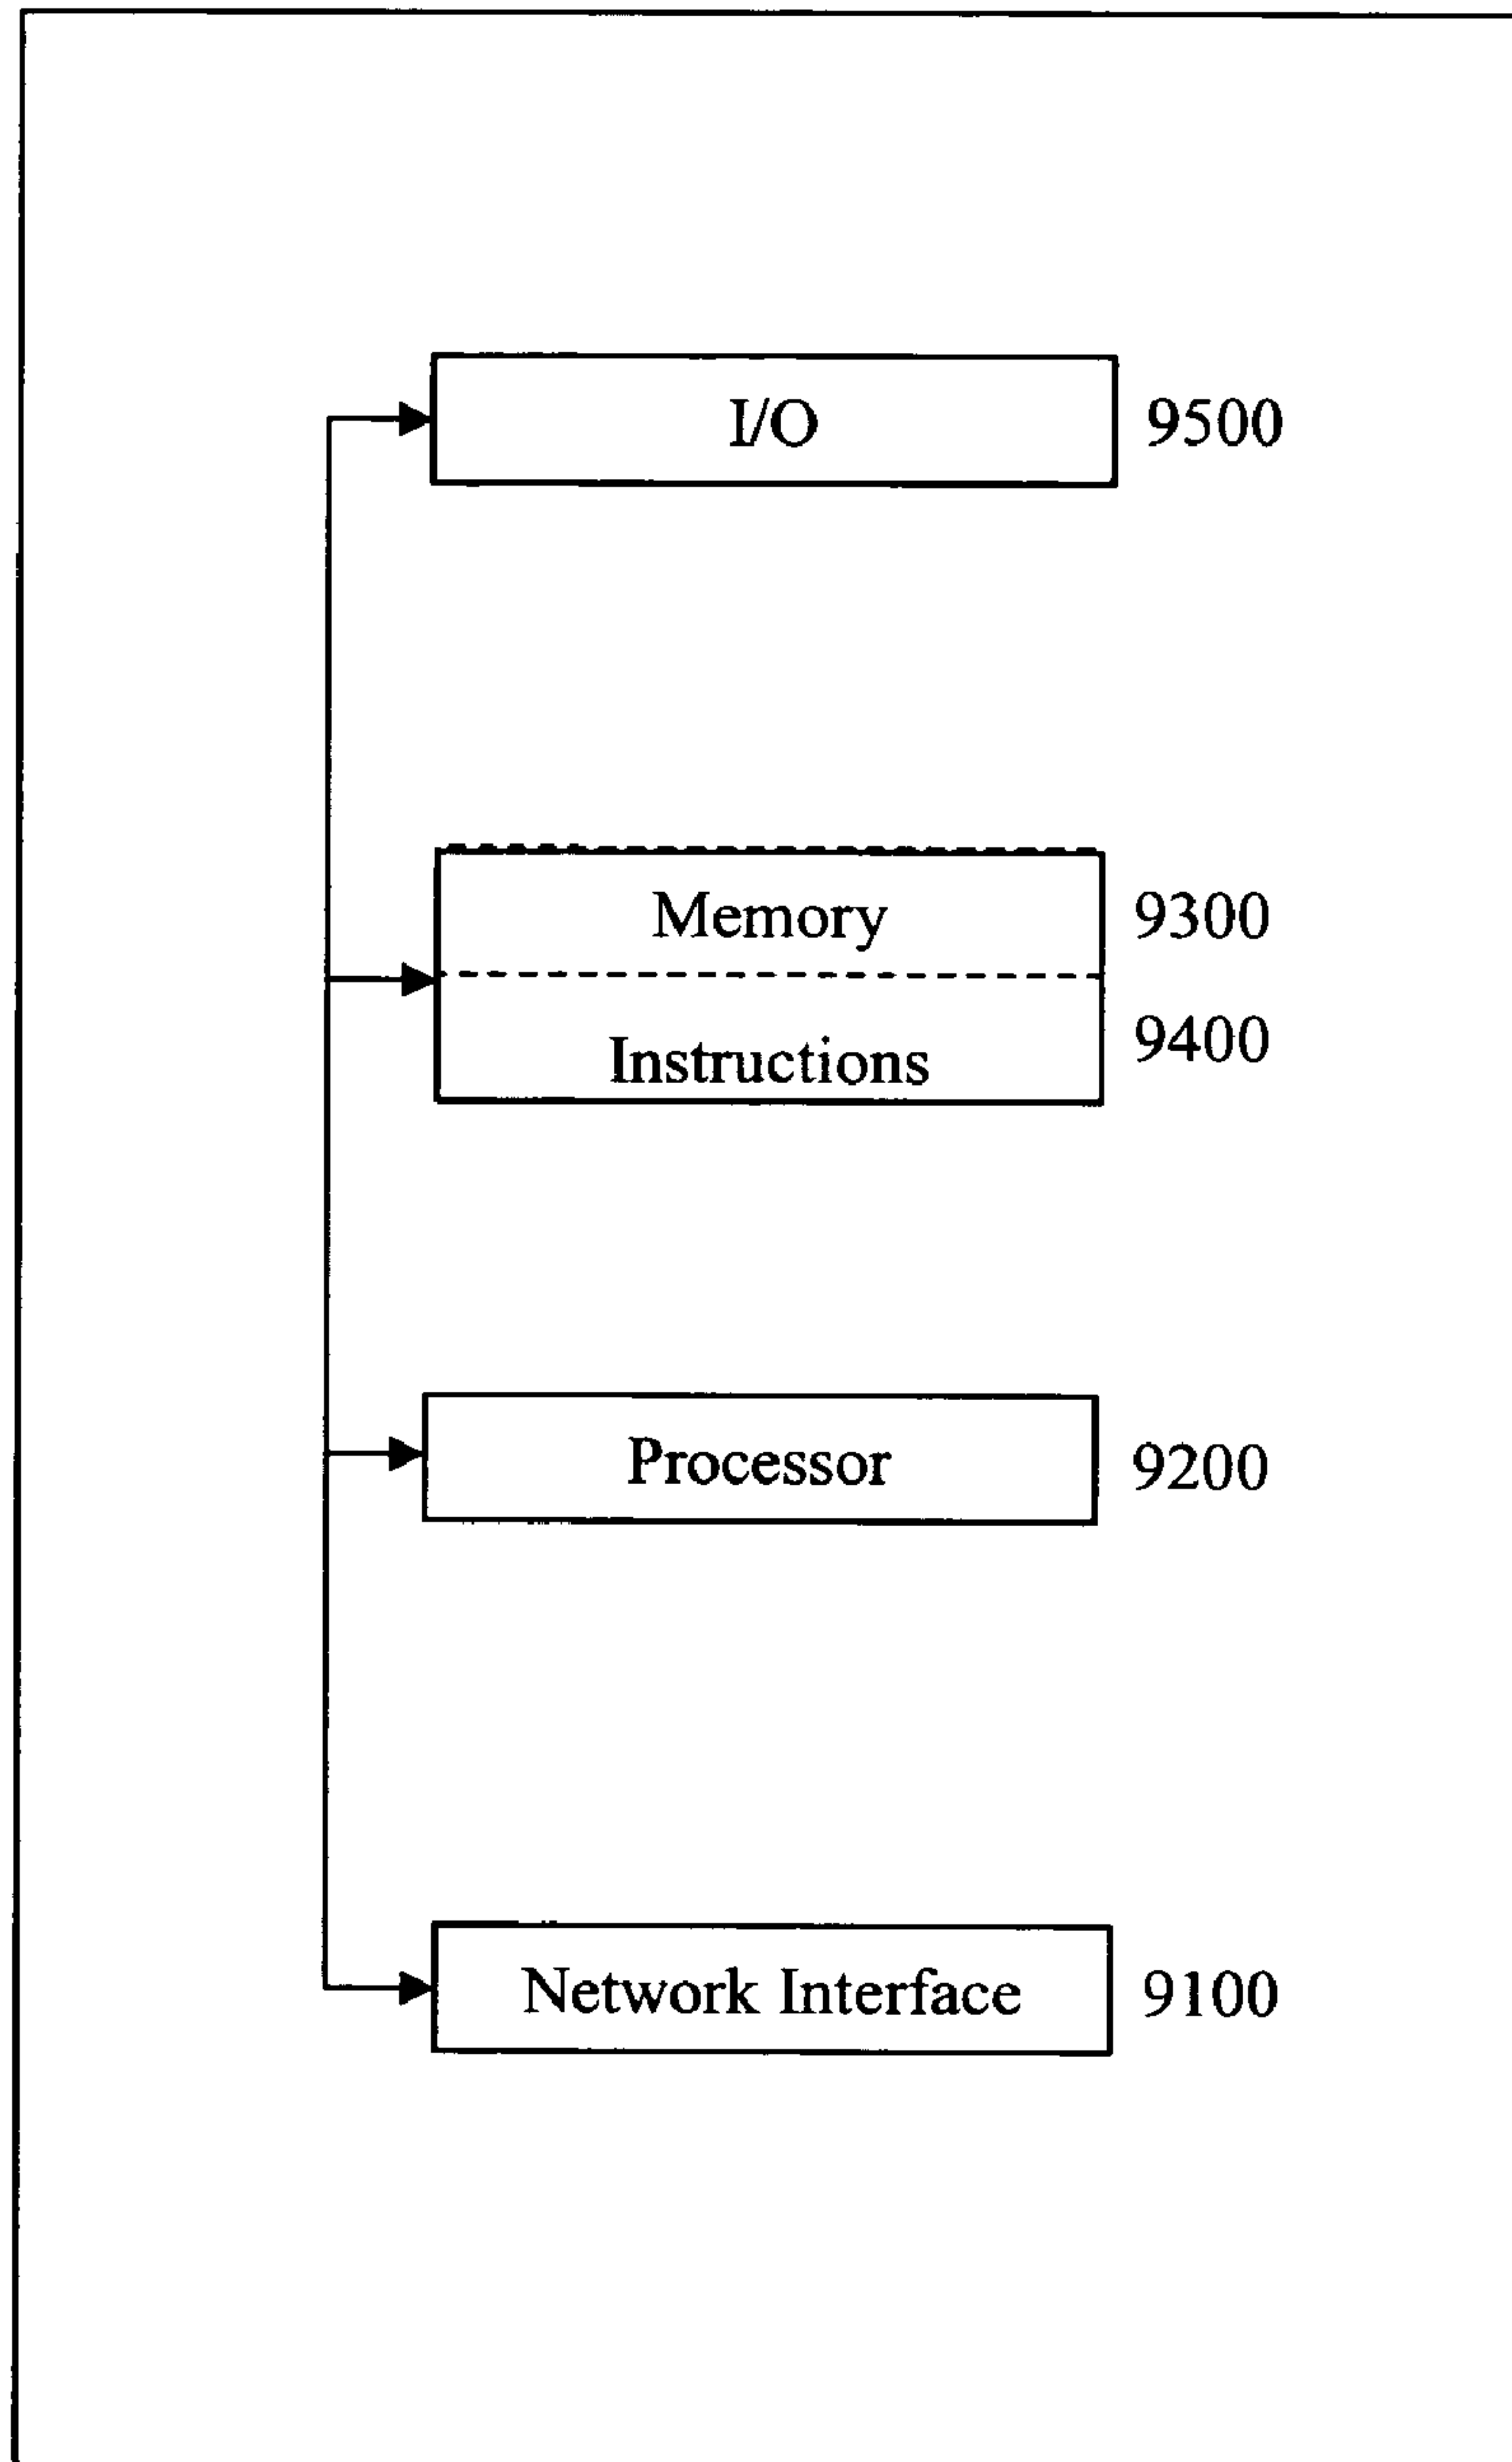 I/O 9500
Memory 9300
Instructions 9400
Processor 9200
Network Interface 9100